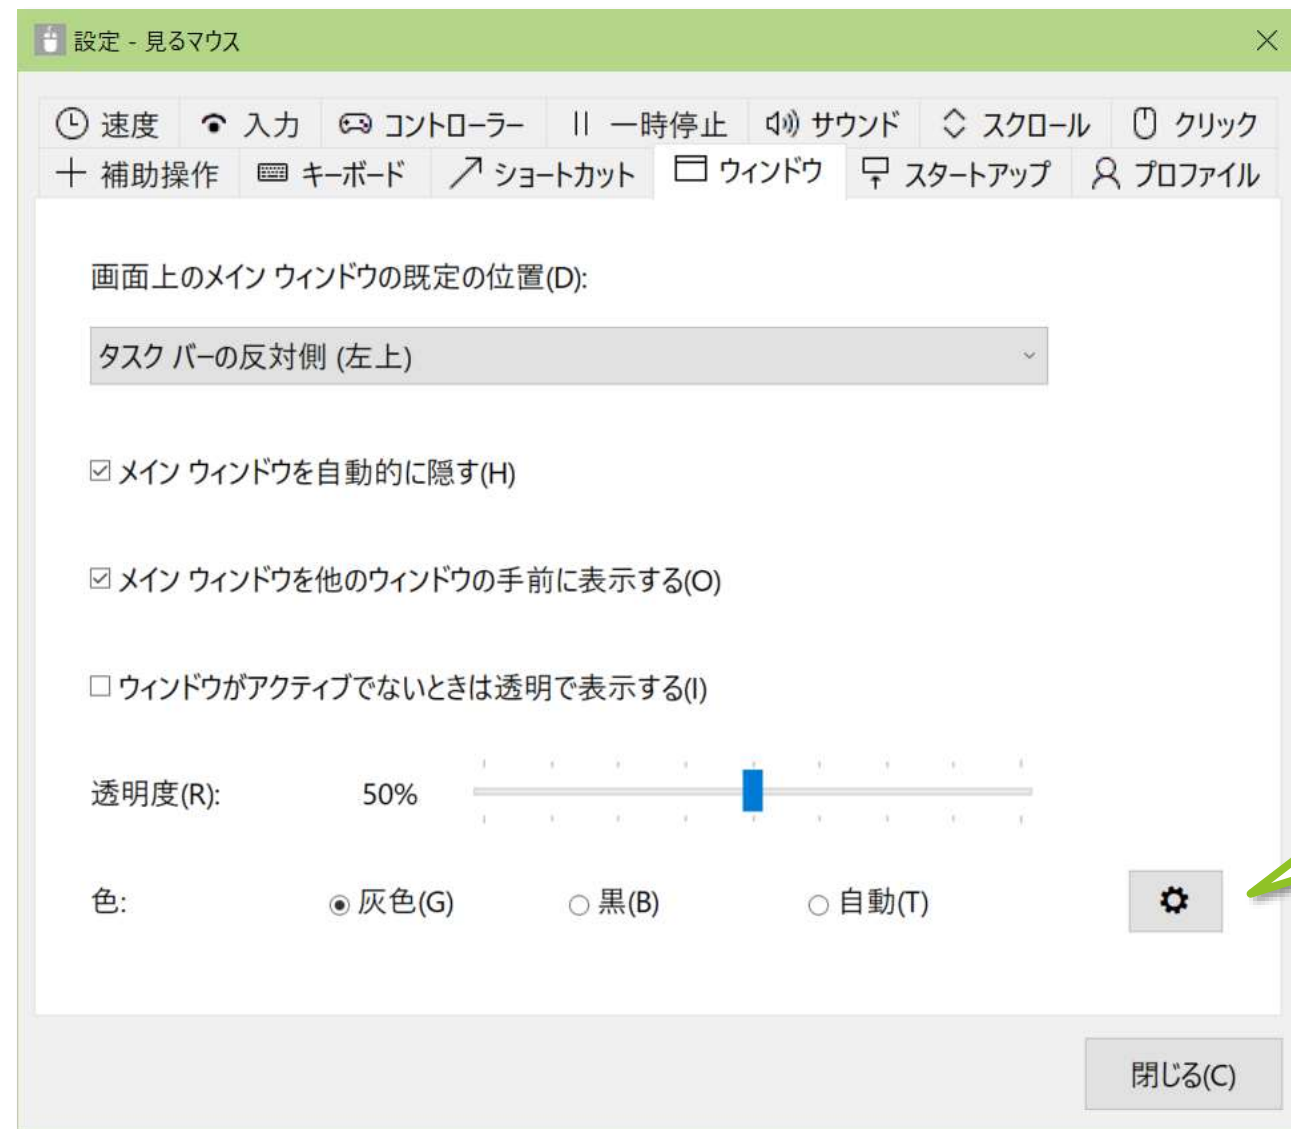 設定 - 見るマウス
速度 入力 コントローラー 一時停止 サウンド スクロール クリック
補助操作 キーボード ショートカット ウィンドウ スタートアップ プロファイル
画面上のメイン ウィンドウの既定の位置(D):
タスク バーの反対側 (左上)
メイン ウィンドウを自動的に隠す(H)
メイン ウィンドウを他のウィンドウの手前に表示する(O)
ウィンドウがアクティブでないときは透明で表示する(I)
透明度(R): 50%
色: 灰色(G) 黒(B) 自動(T)
閉じる(C)